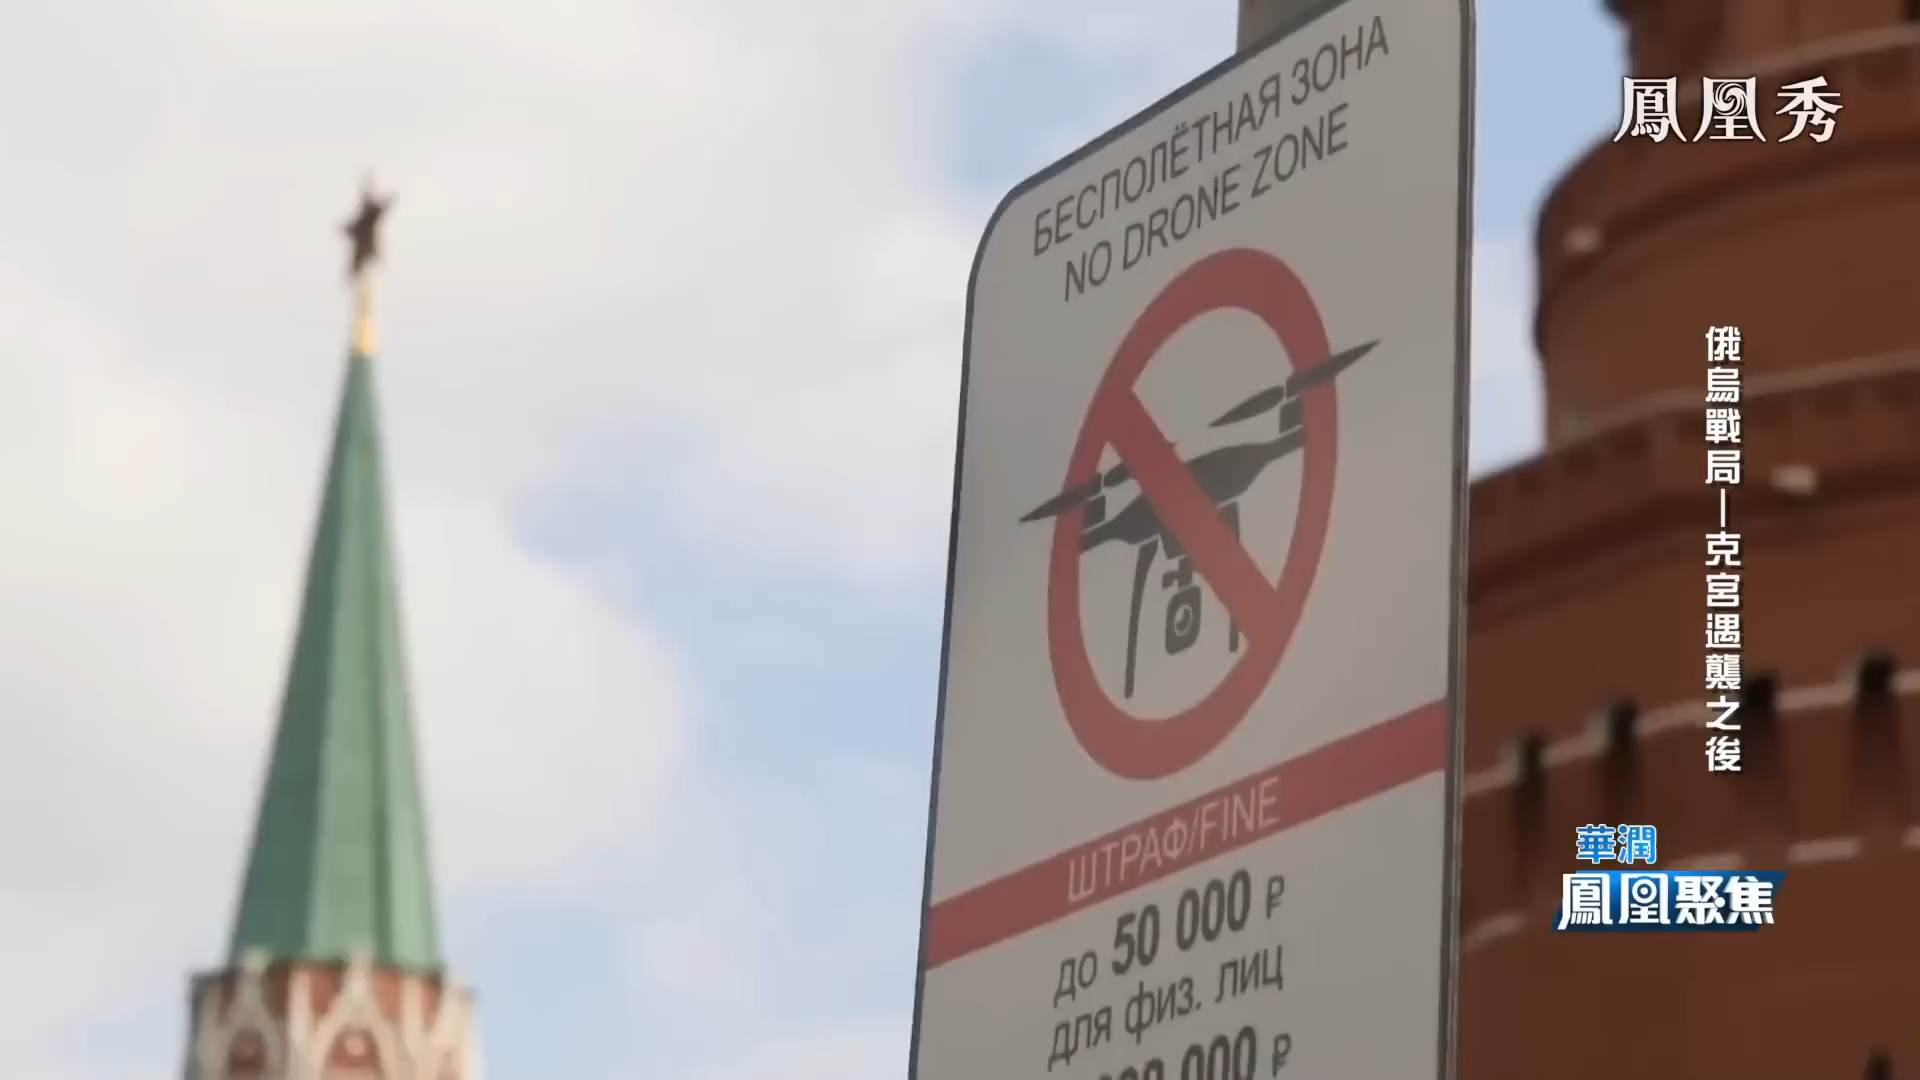 БЕСПОЛЁТНАЯ ЗОНА
NO DRONE ZONE
ШТРАФ/FINE
ДО 50 000 ₽
ДЛЯ ФИЗ. ЛИЦ
000 ₽
鳳凰秀
俄烏戰局—克宮遇襲之後
華潤
鳳凰聚焦